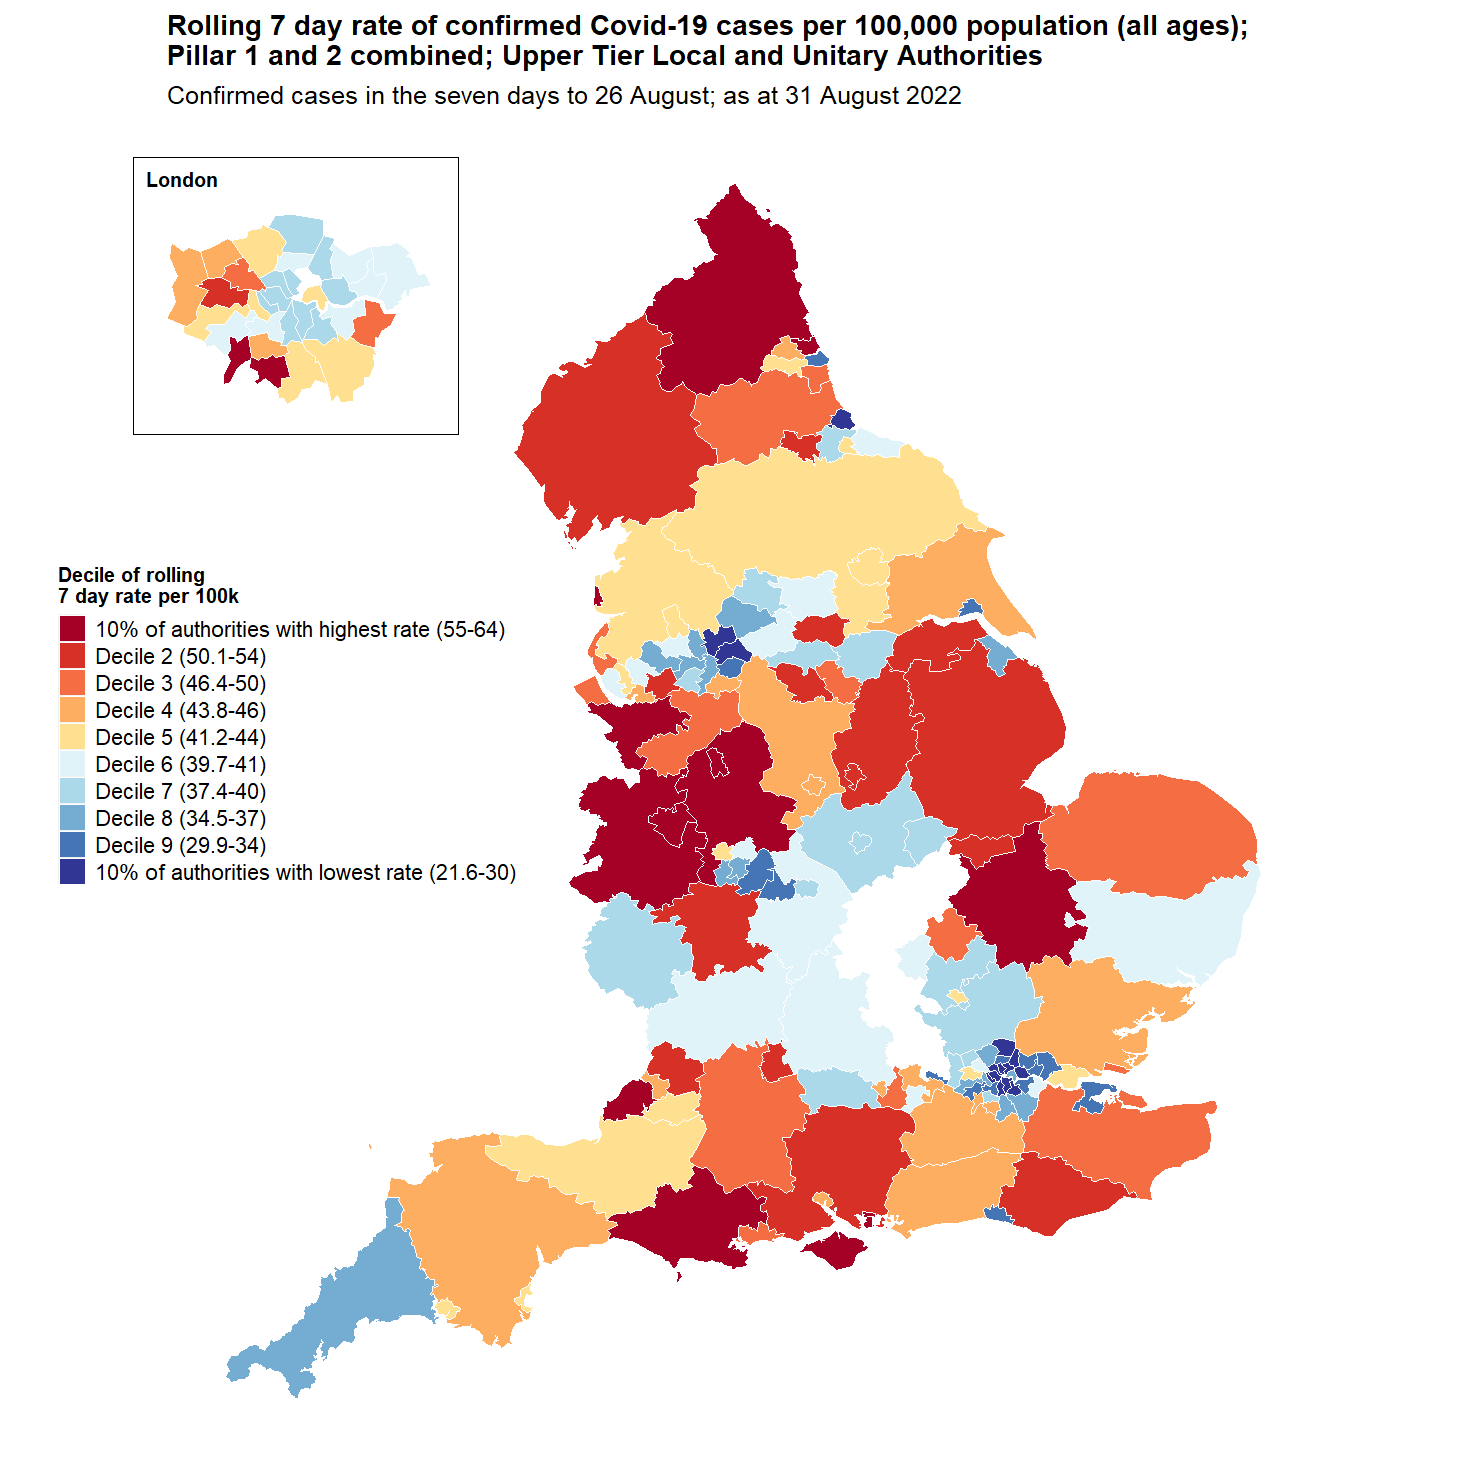 Rolling 7 day rate of confirmed Covid-19 cases per 100,000 population (all ages);
Pillar 1 and 2 combined; Upper Tier Local and Unitary Authorities
Confirmed cases in the seven days to 26 August; as at 31 August 2022
London
Decile of rolling
7 day rate per 100k
10% of authorities with highest rate (55-64)
Decile 2 (50.1-54)
Decile 3 (46.4-50)
Decile 4 (43.8-46)
Decile 5 (41.2-44)
Decile 6 (39.7-41)
Decile 7 (37.4-40)
Decile 8 (34.5-37)
Decile 9 (29.9-34)
10% of authorities with lowest rate (21.6-30)